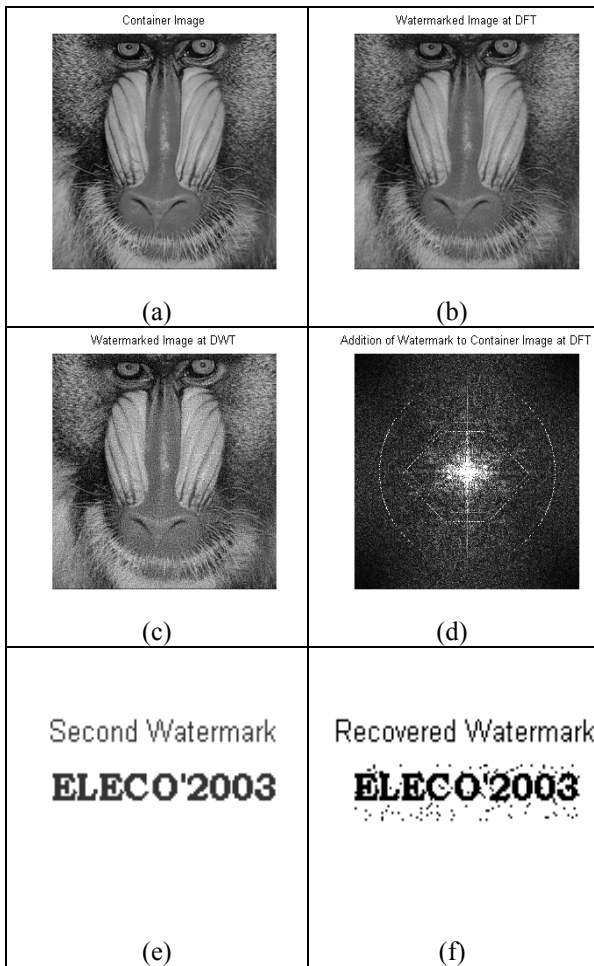 Container Image
Watermarked Image at DFT
(a)
(b)
Watermarked Image at DWT
Addition of Watermark to Container Image at DFT
(c)
(d)
Second Watermark
Recovered Watermark
ELECO'2003
ELECO'2003
(e)
(f)